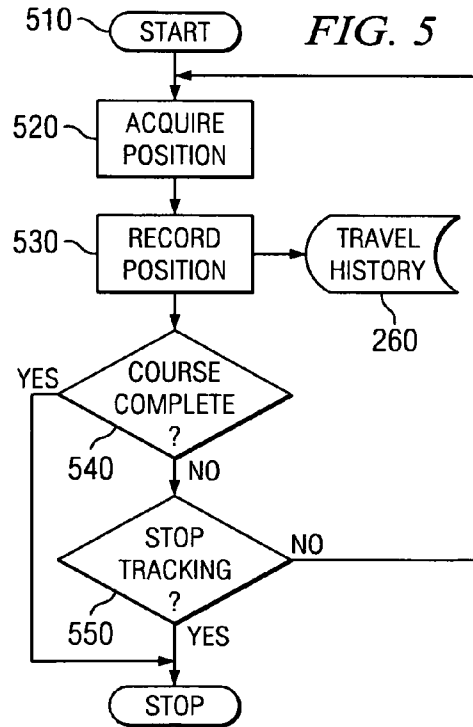 FIG. 5
510
START
520
ACQUIRE
POSITION
530
RECORD
POSITION
TRAVEL
HISTORY
260
YES
COURSE
COMPLETE
?
540
NO
STOP
TRACKING
?
NO
550
YES
STOP